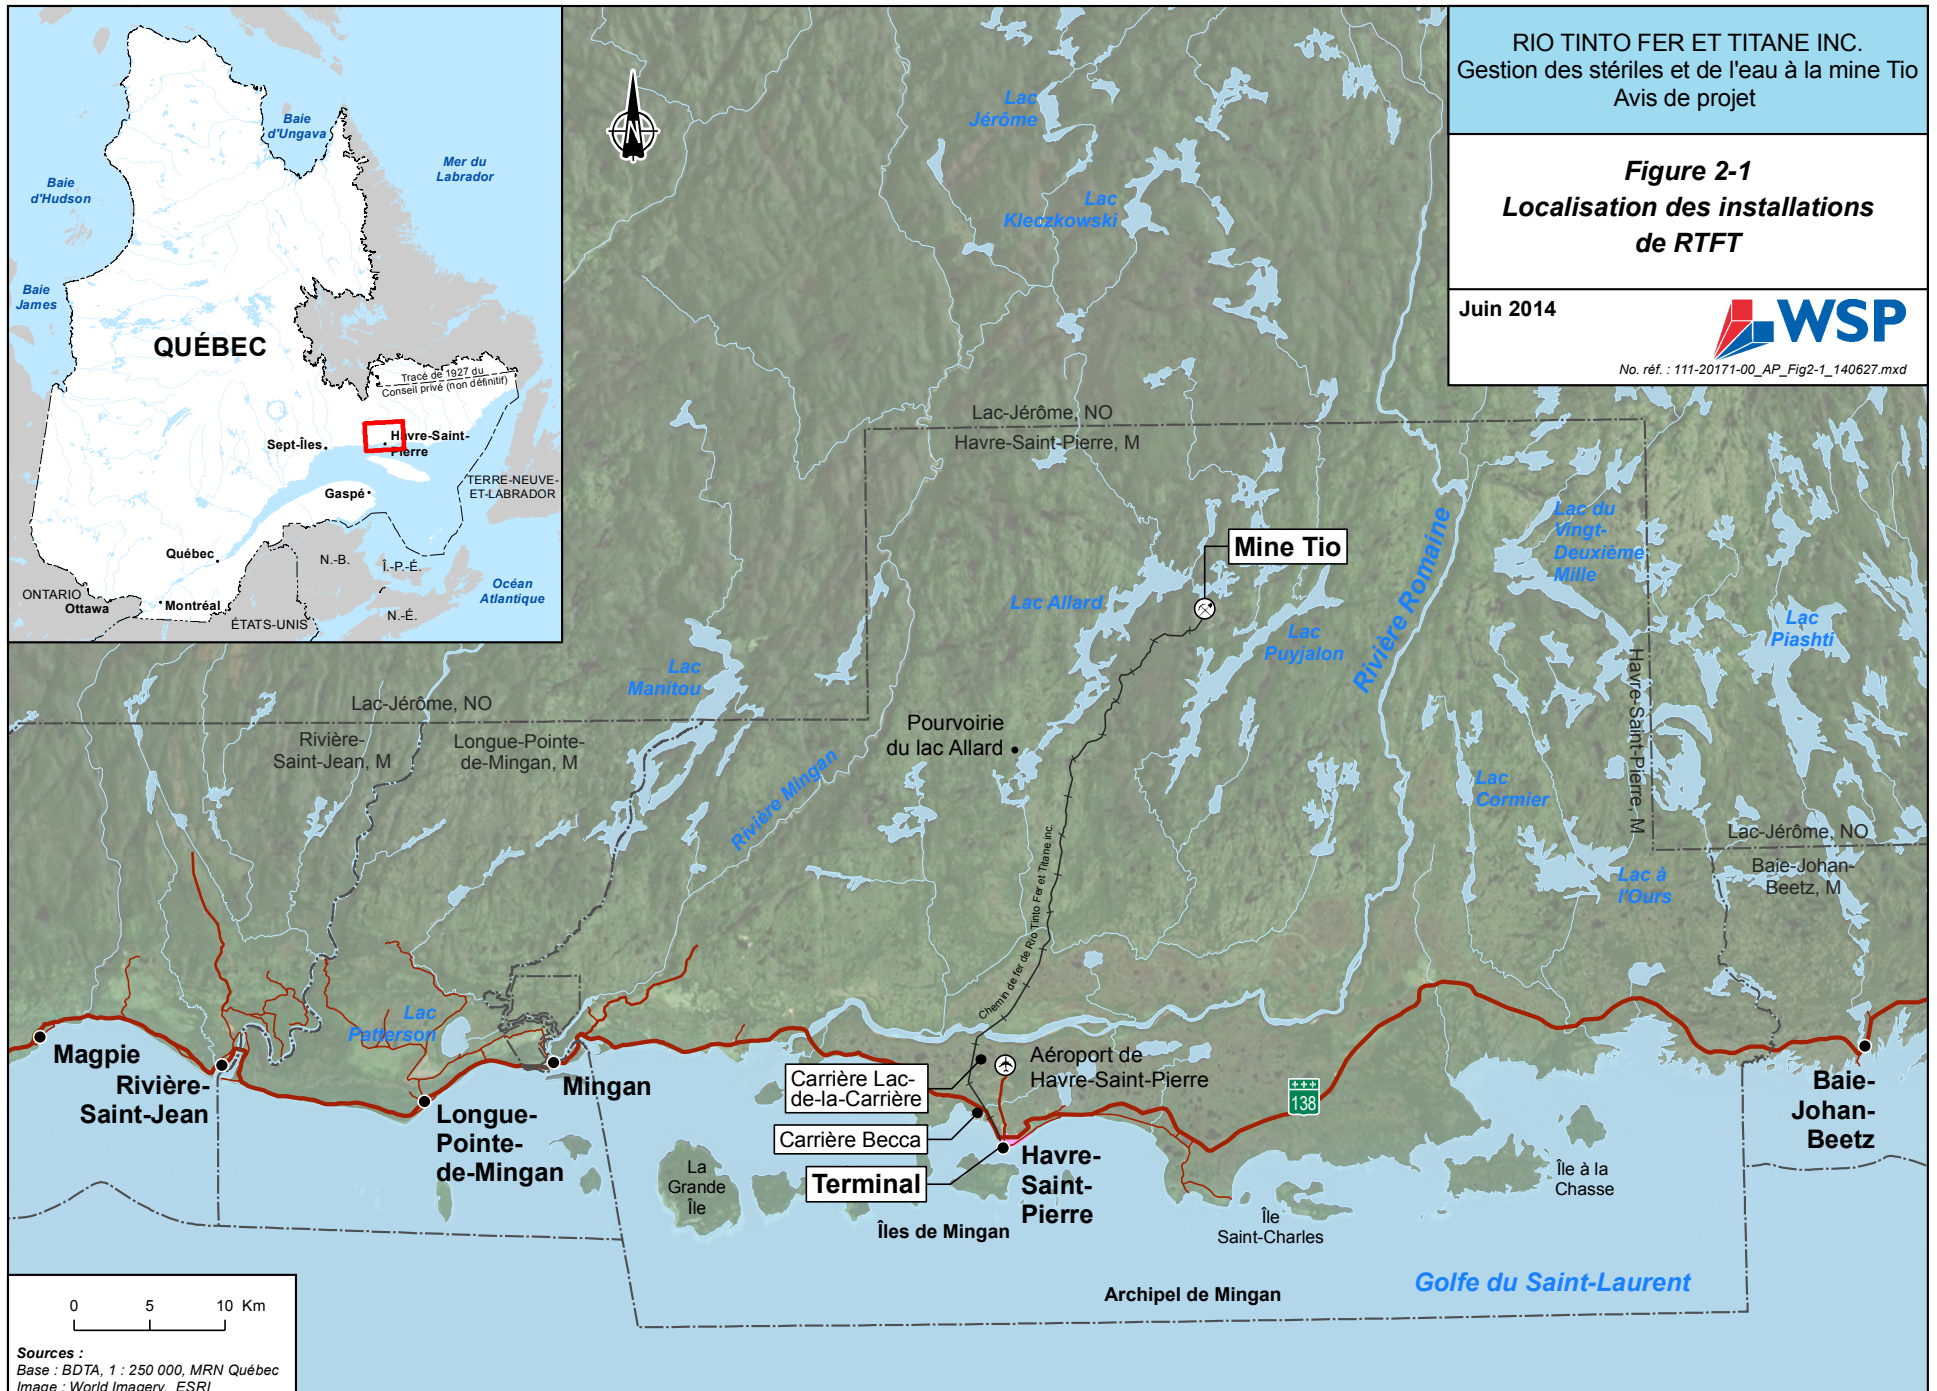 RIO TINTO FER ET TITANE INC.
Gestion des stériles et de l'eau à la mine Tio
Avis de projet
Figure 2-1
Localisation des installations
de RTFT
Juin 2014
WSP
No. réf. : 111-20171-00_AP_Fig2-1_140627.mxd
Baie
d'Ungava
Mer du
Labrador
Baie
d'Hudson
Baie
James
QUÉBEC
Tracé de 1927 du
Conseil privé (non définitif)
Sept-Îles
Havre-Saint-
Pierre
Gaspé
TERRE-NEUVE-
ET-LABRADOR
Québec
N.-B.
Î.-P.-É.
Océan
Atlantique
ONTARIO
Ottawa
Montréal
ÉTATS-UNIS
N.-É.
N
Lac
Jérôme
Lac
Kleczkowski
Lac-Jérôme, NO
Havre-Saint-Pierre, M
Mine Tio
Lac Allard
Lac
Puyjalon
Rivière Romaine
Lac du
Vingt-
Deuxième
Mille
Lac
Piashti
Havre-Saint-Pierre, M
Lac
Manitou
Lac-Jérôme, NO
Rivière-
Saint-Jean, M
Longue-Pointe-
de-Mingan, M
Pourvoirie
du lac Allard
Rivière Mingan
Lac
Cormier
Lac-Jérôme, NO
Baie-Johan-
Beetz, M
Lac à
l'Ours
Chemin de fer de Rio Tinto Fer et Titane inc.
Lac
Patterson
Magpie
Rivière-
Saint-Jean
Longue-
Pointe-
de-Mingan
Mingan
Carrière Lac-
de-la-Carrière
Aéroport de
Havre-Saint-Pierre
Carrière Becca
Terminal
Havre-
Saint-
Pierre
138
Baie-
Johan-
Beetz
La
Grande
Île
Îles de Mingan
Île
Saint-Charles
Île à la
Chasse
Golfe du Saint-Laurent
Archipel de Mingan
0 5 10 Km
Sources :
Base : BDTA, 1 : 250 000, MRN Québec
Image : World Imagery, ESRI